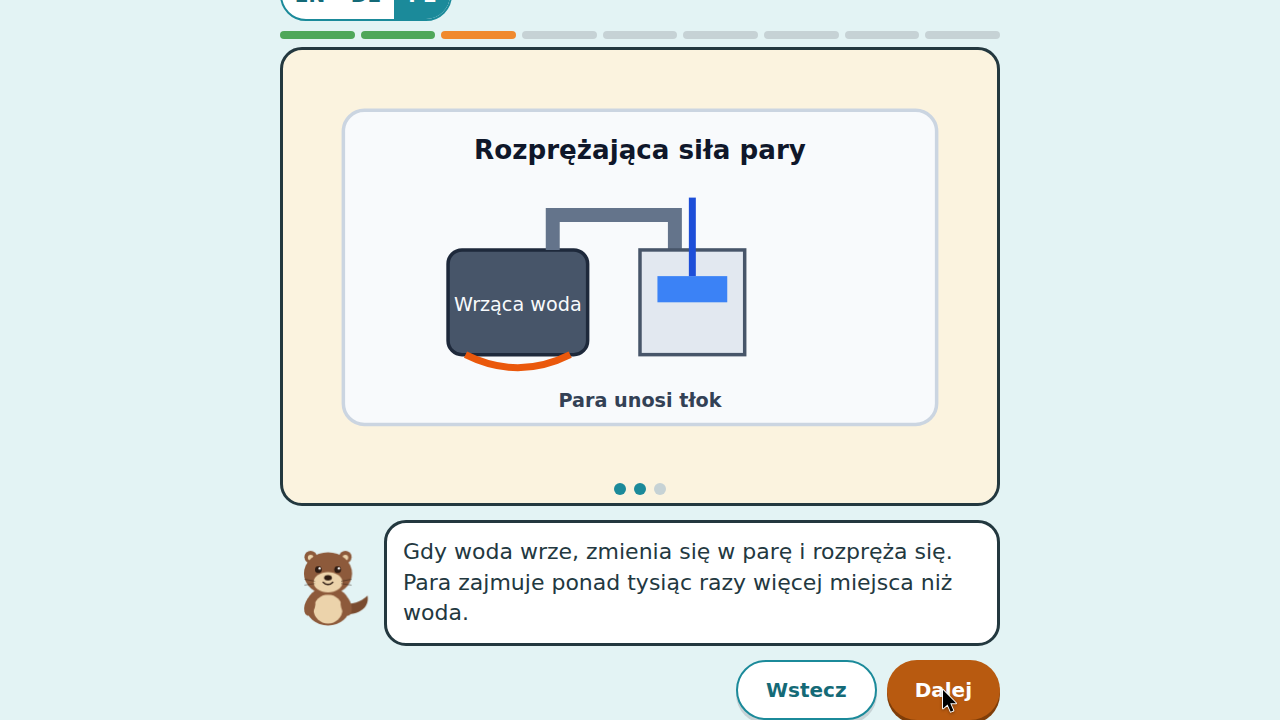 Rozprężająca siła pary
Wrząca woda
Para unosi tłok
Gdy woda wrze, zmienia się w parę i rozpręża się.
Para zajmuje ponad tysiąc razy więcej miejsca niż
woda.
Wstecz
Dalej